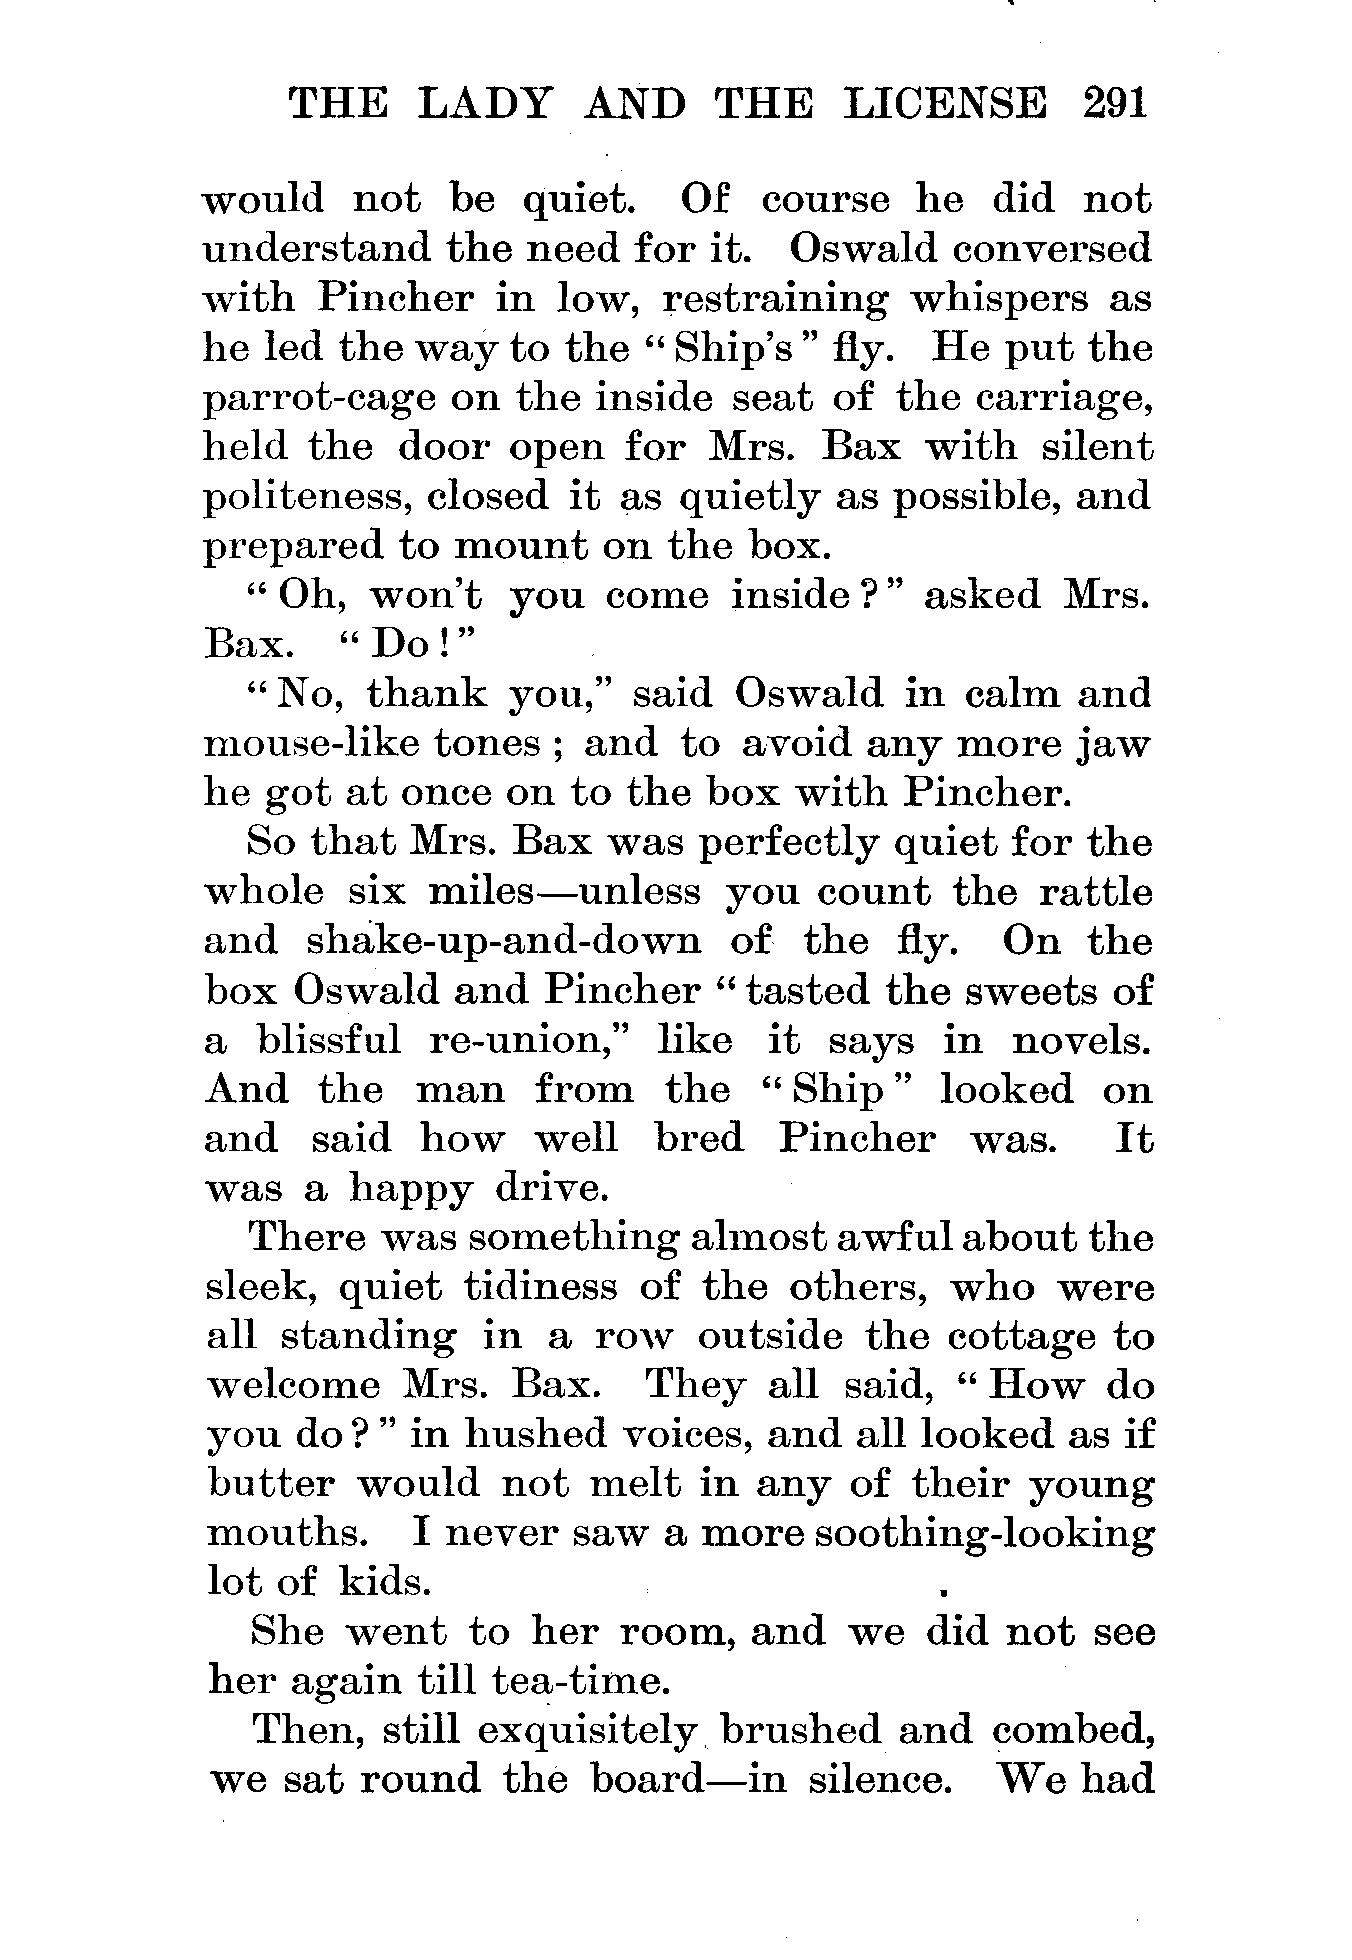 THE LADY AND THE LICENSE 291
would not be quiet. Of course he did not
understand the need for it. Oswald conversed
with Pincher in low, restraining whispers as
he led the way to the “Ship's” fly. He put the
parrot-cage on the inside seat of the carriage,
held the door open for Mrs. Bax with silent
politeness, closed it as quietly as possible, and
prepared to mount on the box.
“Oh, won't you come inside?” asked Mrs.
Bax. “Do!”
“No, thank you,” said Oswald in calm and
mouse-like tones; and to avoid any more jaw
he got at once on to the box with Pincher.
So that Mrs. Bax was perfectly quiet for the
whole six miles—unless you count the rattle
and shake-up-and-down of the fly. On the
box Oswald and Pincher “tasted the sweets of
a blissful re-union,” like it says in novels.
And the man from the “Ship” looked on
and said how well bred Pincher was. It
was a happy drive.
There was something almost awful about the
sleek, quiet tidiness of the others, who were
all standing in a row outside the cottage to
welcome Mrs. Bax. They all said, “How do
you do?” in hushed voices, and all looked as if
butter would not melt in any of their young
mouths. I never saw a more soothing-looking
lot of kids.
She went to her room, and we did not see
her again till tea-time.
Then, still exquisitely brushed and combed,
we sat round the board—in silence. We had